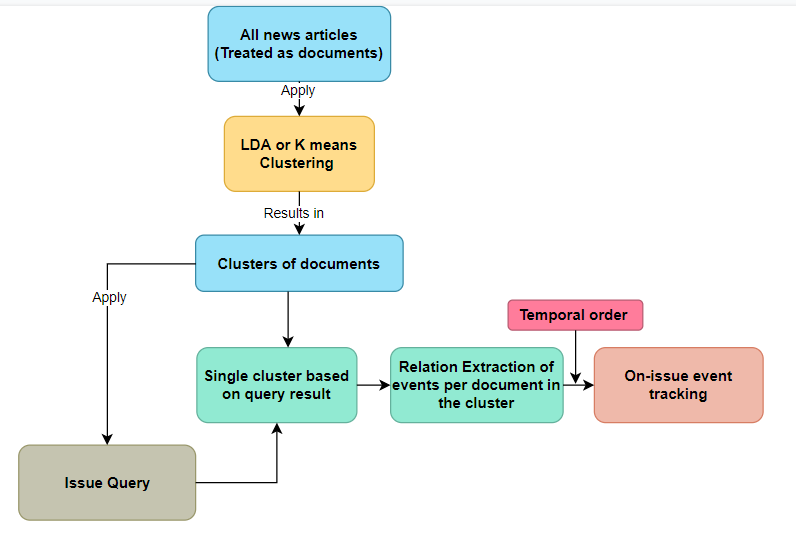 All news articles
(Treated as documents)
Apply
LDA or K means
Clustering
Results in
Clusters of documents
Apply
Temporal order
Single cluster based
on query result
Relation Extraction of
events per document in
the cluster
On-issue event
tracking
Issue Query